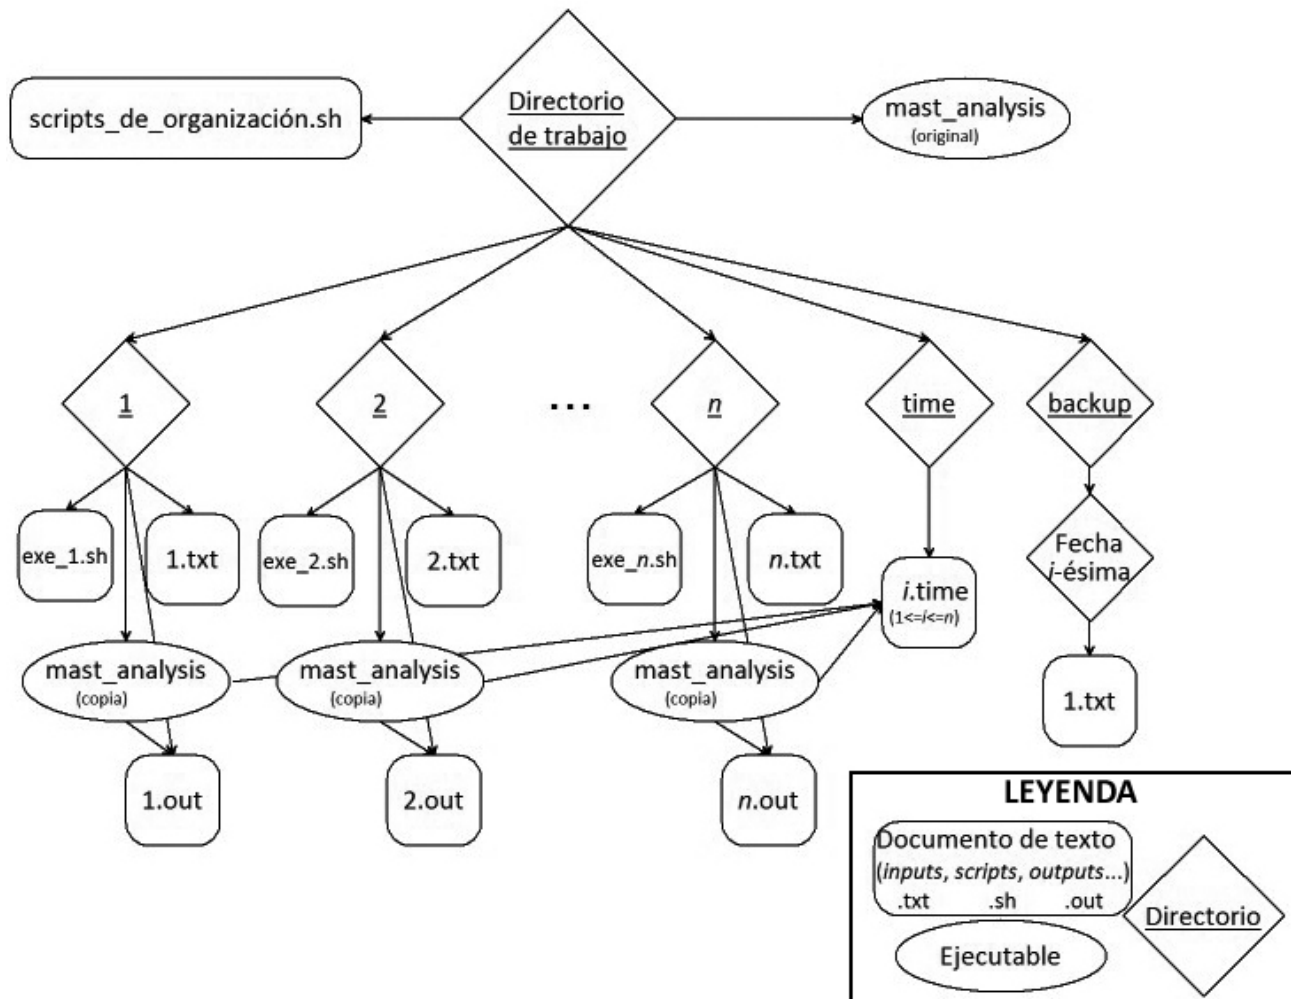 Directorio
de trabajo
scripts_de_organización.sh
mast_analysis
(original)
1
2
...
n
time
backup
exe_1.sh
1.txt
exe_2.sh
2.txt
exe_n.sh
n.txt
i.time
(1<=i<=n)
Fecha
i-ésima
mast_analysis
(copia)
mast_analysis
(copia)
mast_analysis
(copia)
1.txt
1.out
2.out
n.out
LEYENDA
Documento de texto
(inputs, scripts, outputs...)
.txt .sh .out
Directorio
Ejecutable